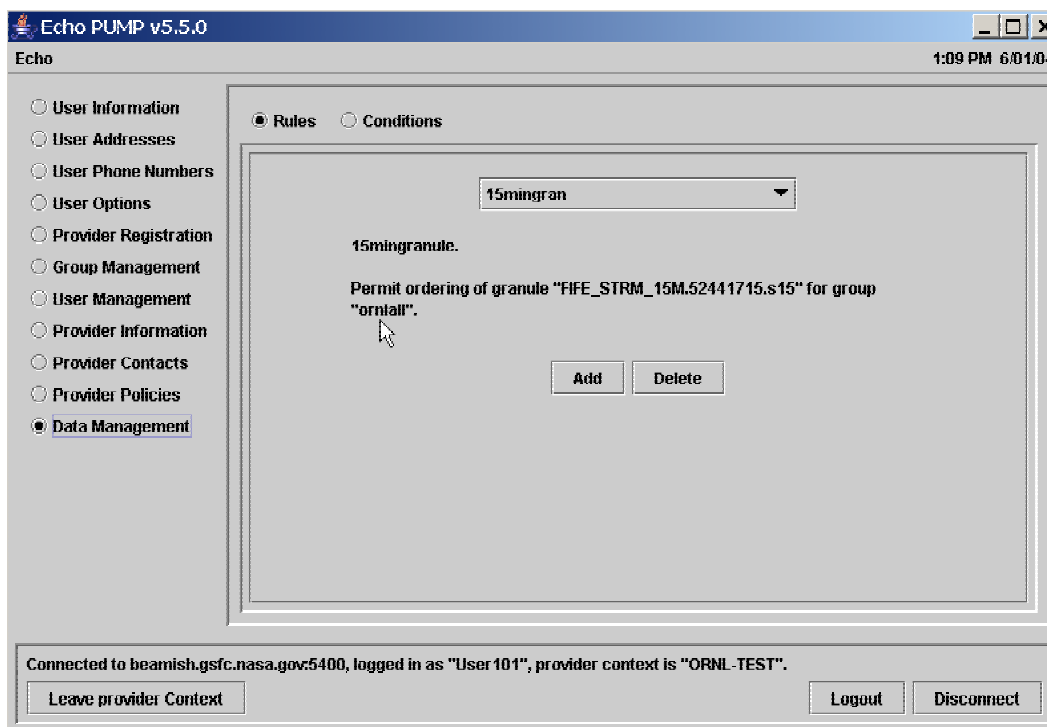 Echo PUMP v5.5.0
Echo
1:09 PM 6/01/0
User Information
User Addresses
User Phone Numbers
User Options
Provider Registration
Group Management
User Management
Provider Information
Provider Contacts
Provider Policies
Data Management
Rules
Conditions
15mingran
15mingranule.
Permit ordering of granule "FIFE_STRM_15M.52441715.s15" for group
"ornlall".
Add
Delete
Connected to beamish.gsfc.nasa.gov:5400, logged in as "User101", provider context is "ORNL-TEST".
Leave provider Context
Logout
Disconnect